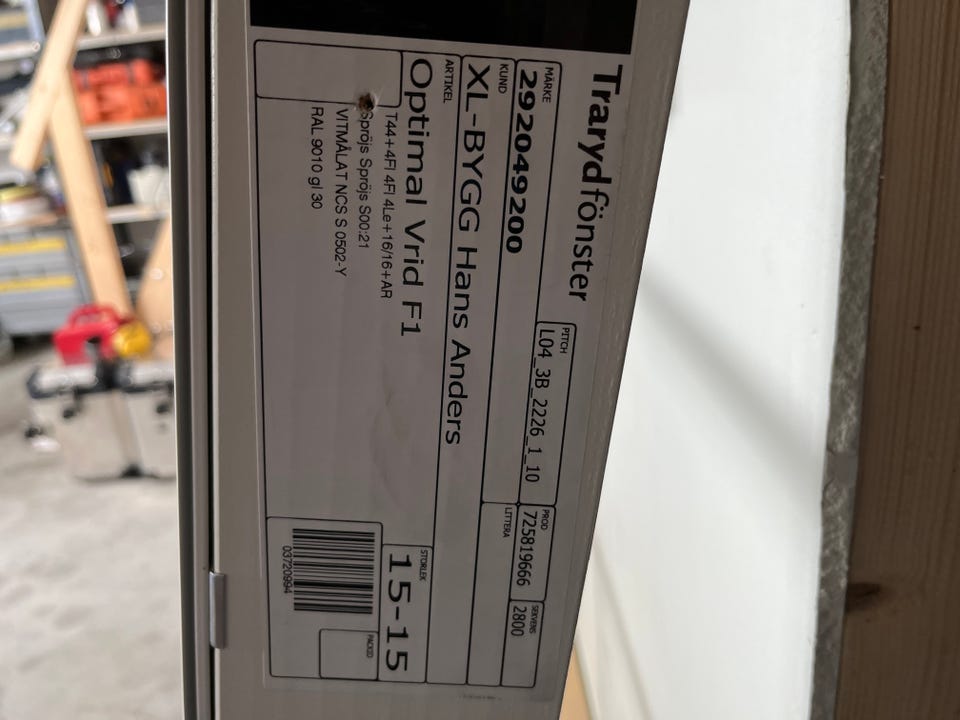 Trarydfönster
MÄRKE
292049200
PITCH
L04_3B_2226_1_10
PROD
725819666
SEKVENS
2800
KUND
XL-BYGG Hans Anders
LITTERA
ARTIKEL
Optimal Vrid F1
STORLEK
15-15
T44+4Fl 4Fl 4Le+16/16+AR
Spröjs Spröjs S00:21
VITMÅLAT NCS S 0502-Y
RAL 9010 gl 30
03720994
PACKID